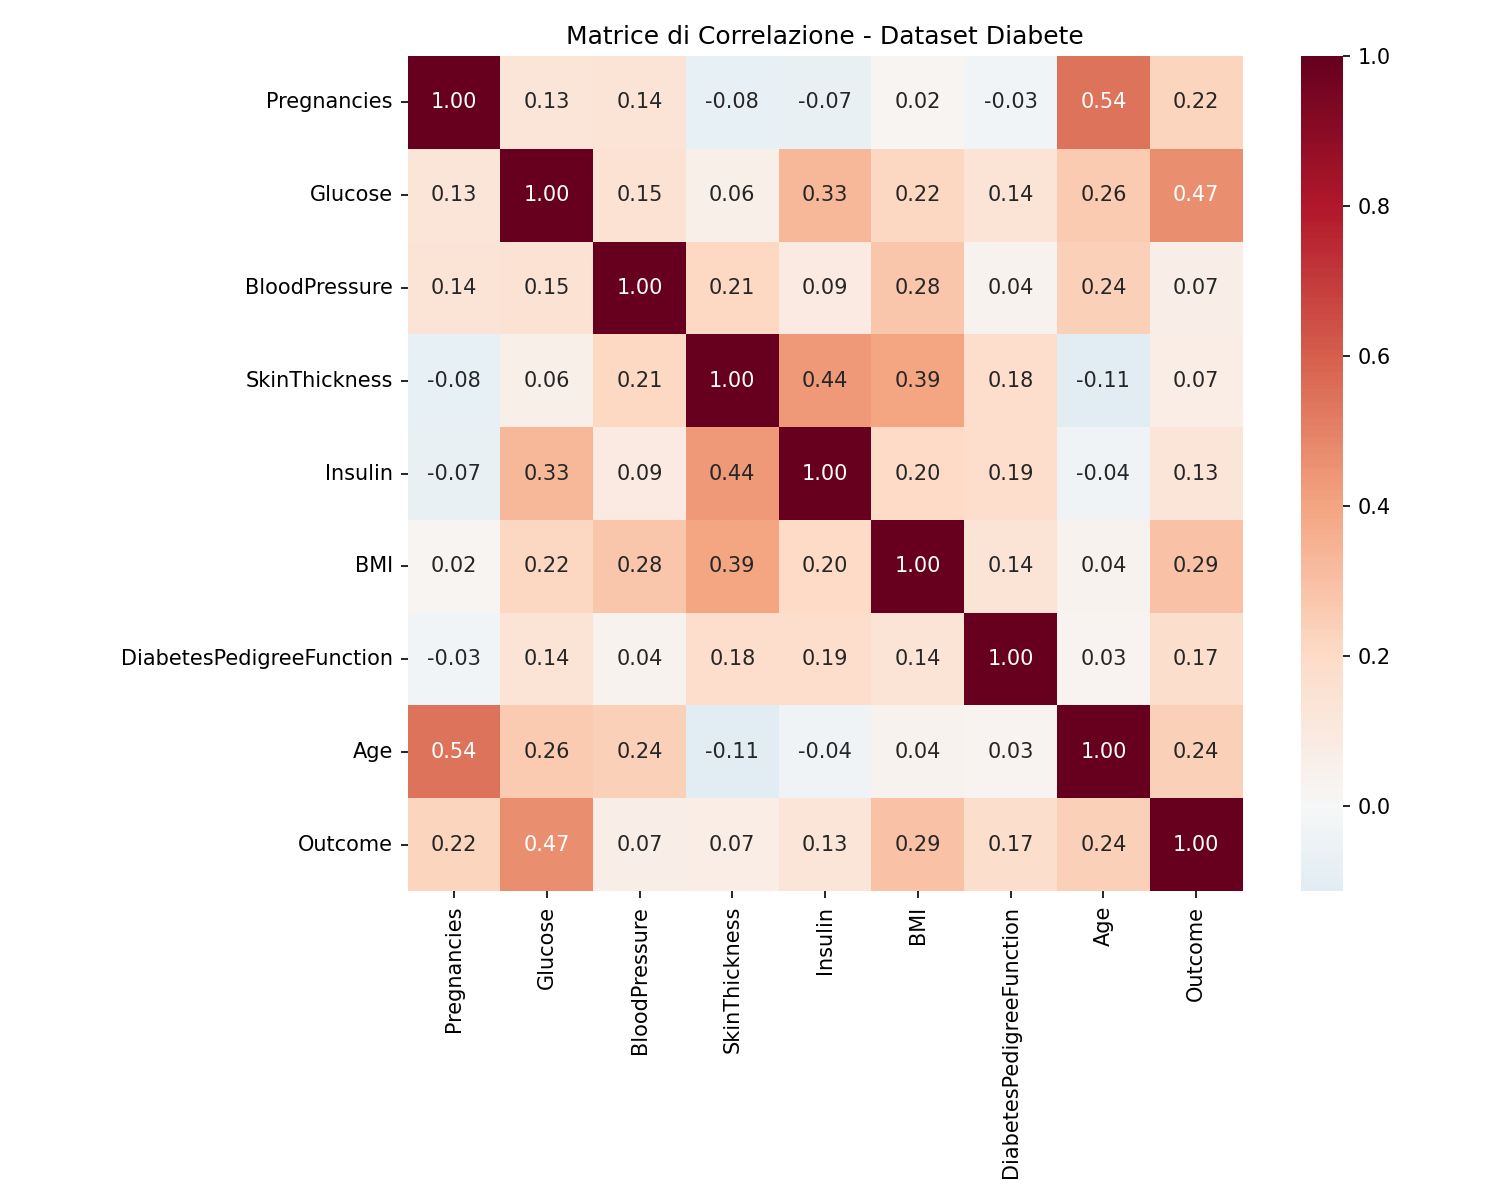 Matrice di Correlazione - Dataset Diabete
Pregnancies 1.00 0.13 0.14 -0.08 -0.07 0.02 -0.03 0.54 0.22
Glucose 0.13 1.00 0.15 0.06 0.33 0.22 0.14 0.26 0.47
BloodPressure 0.14 0.15 1.00 0.21 0.09 0.28 0.04 0.24 0.07
SkinThickness -0.08 0.06 0.21 1.00 0.44 0.39 0.18 -0.11 0.07
Insulin -0.07 0.33 0.09 0.44 1.00 0.20 0.19 -0.04 0.13
BMI 0.02 0.22 0.28 0.39 0.20 1.00 0.14 0.04 0.29
DiabetesPedigreeFunction -0.03 0.14 0.04 0.18 0.19 0.14 1.00 0.03 0.17
Age 0.54 0.26 0.24 -0.11 -0.04 0.04 0.03 1.00 0.24
Outcome 0.22 0.47 0.07 0.07 0.13 0.29 0.17 0.24 1.00
Pregnancies
Glucose
BloodPressure
SkinThickness
Insulin
BMI
DiabetesPedigreeFunction
Age
Outcome
1.0
0.8
0.6
0.4
0.2
0.0